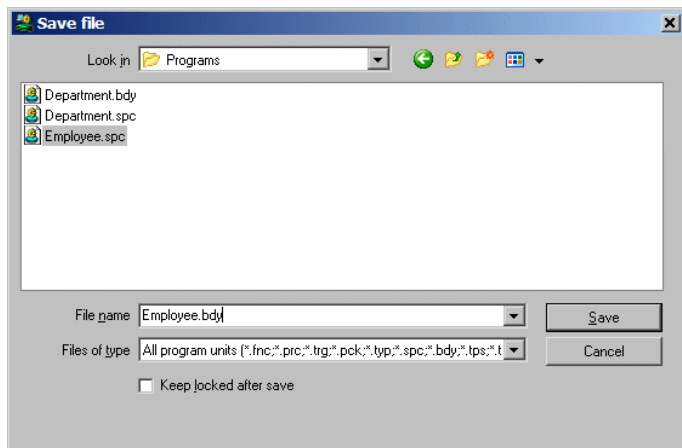 Save file
Look in Programs
Department.bdy
Department.spc
Employee.spc
File name Employee.bdy Save
Files of type All program units (*.fnc;*.prc;*.trg;*.pck;*.typ;*.spc;*.bdy;*.tps;*.t Cancel
Keep locked after save